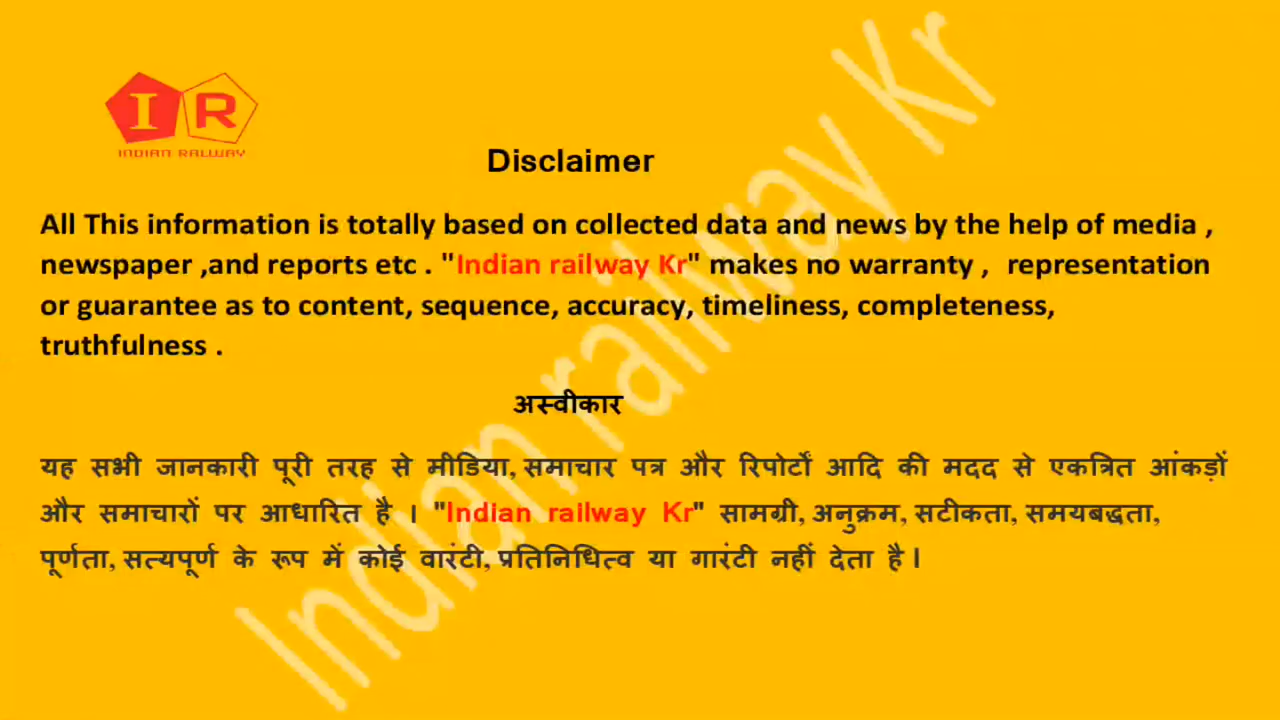 I R
INDIAN RALWAY
Disclaimer
All This information is totally based on collected data and news by the help of media ,
newspaper ,and reports etc . "Indian railway Kr" makes no warranty , representation
or guarantee as to content, sequence, accuracy, timeliness, completeness,
truthfulness .
अस्वीकार
यह सभी जानकारी पूरी तरह से मीडिया, समाचार पत्र और रिपोर्टों आदि की मदद से एकत्रित आंकड़ों
और समाचारों पर आधारित है । "Indian railway Kr" सामग्री, अनुक्रम, सटीकता, समयबद्धता,
पूर्णता, सत्यपूर्ण के रूप में कोई वारंटी, प्रतिनिधित्व या गारंटी नहीं देता है ।
Indian railway Kr